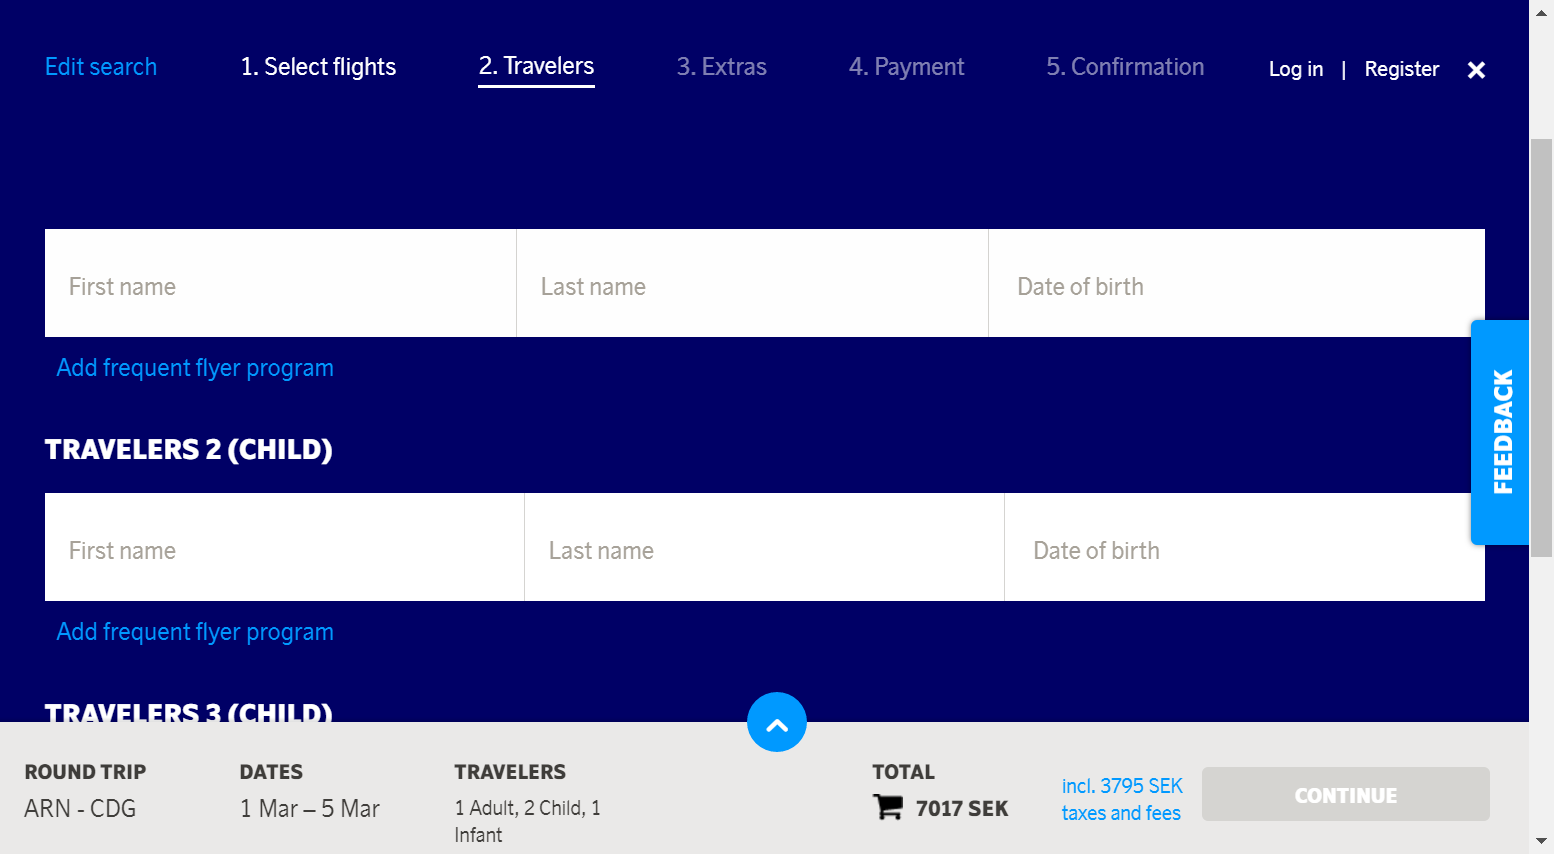 Edit search
1. Select flights
2. Travelers
3. Extras
4. Payment
5. Confirmation
Log in | Register
First name
Last name
Date of birth
Add frequent flyer program
TRAVELERS 2 (CHILD)
First name
Last name
Date of birth
Add frequent flyer program
TRAVELERS 3 (CHILD)
FEEDBACK
ROUND TRIP
ARN - CDG
DATES
1 Mar – 5 Mar
TRAVELERS
1 Adult, 2 Child, 1
Infant
TOTAL
7017 SEK
incl. 3795 SEK
taxes and fees
CONTINUE